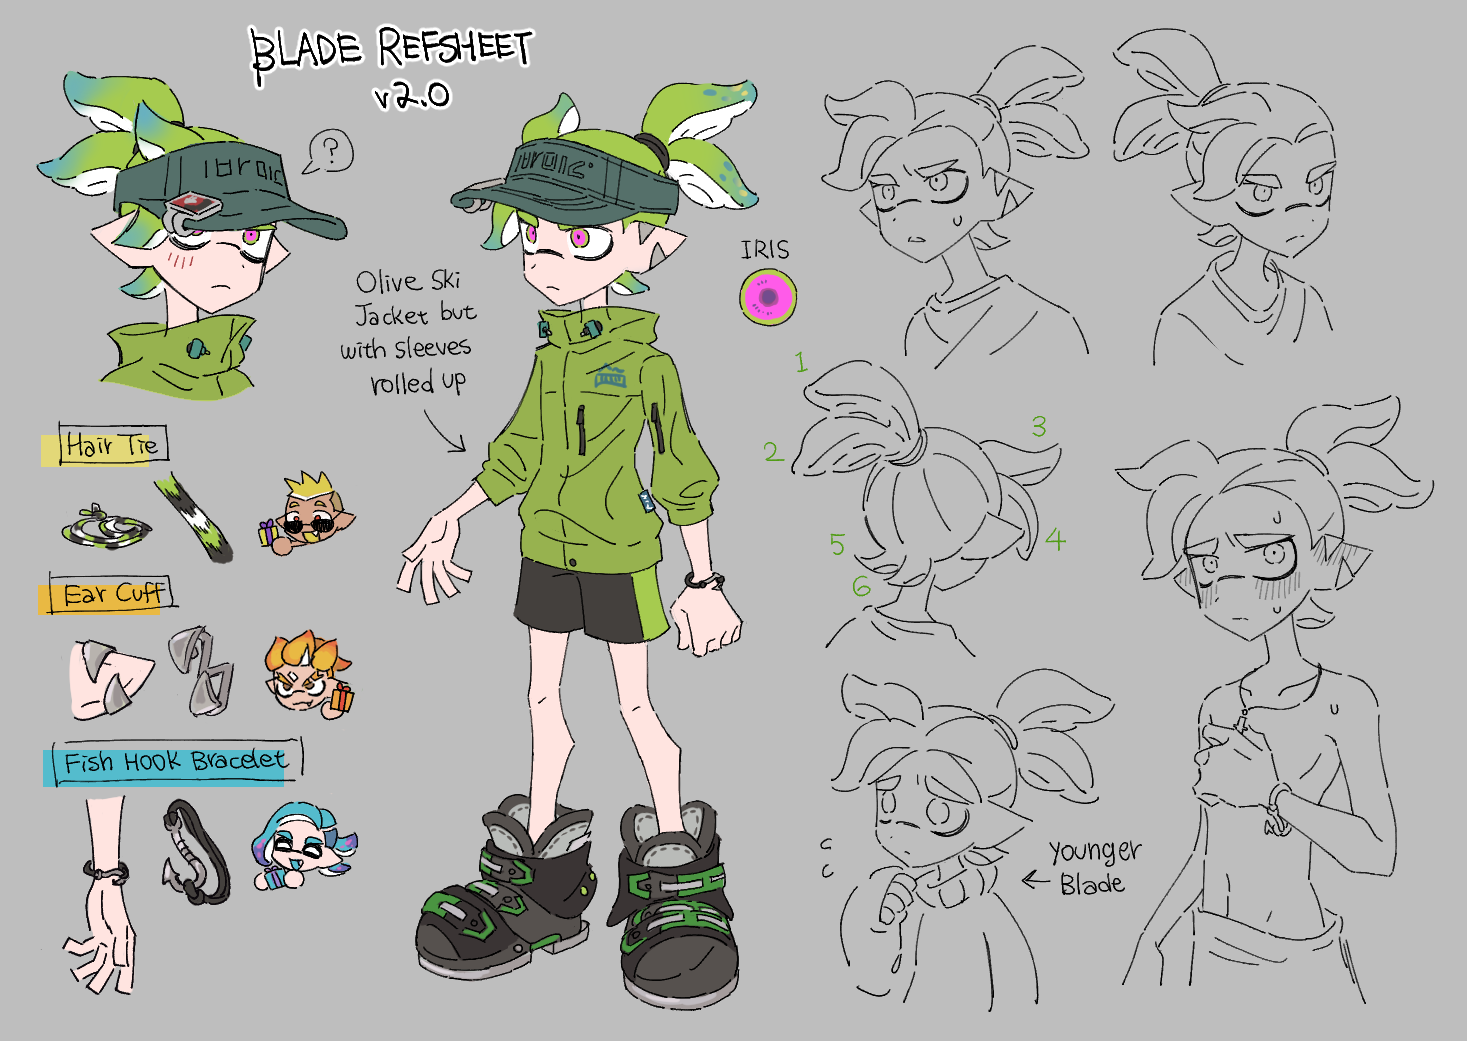 BLADE REFSHEET
v2.0
?
IRIS
Olive Ski
Jacket but
with sleeves
rolled up
Hair Tie
Ear Cuff
Fish Hook Bracelet
1
2
3
4
5
6
younger
Blade